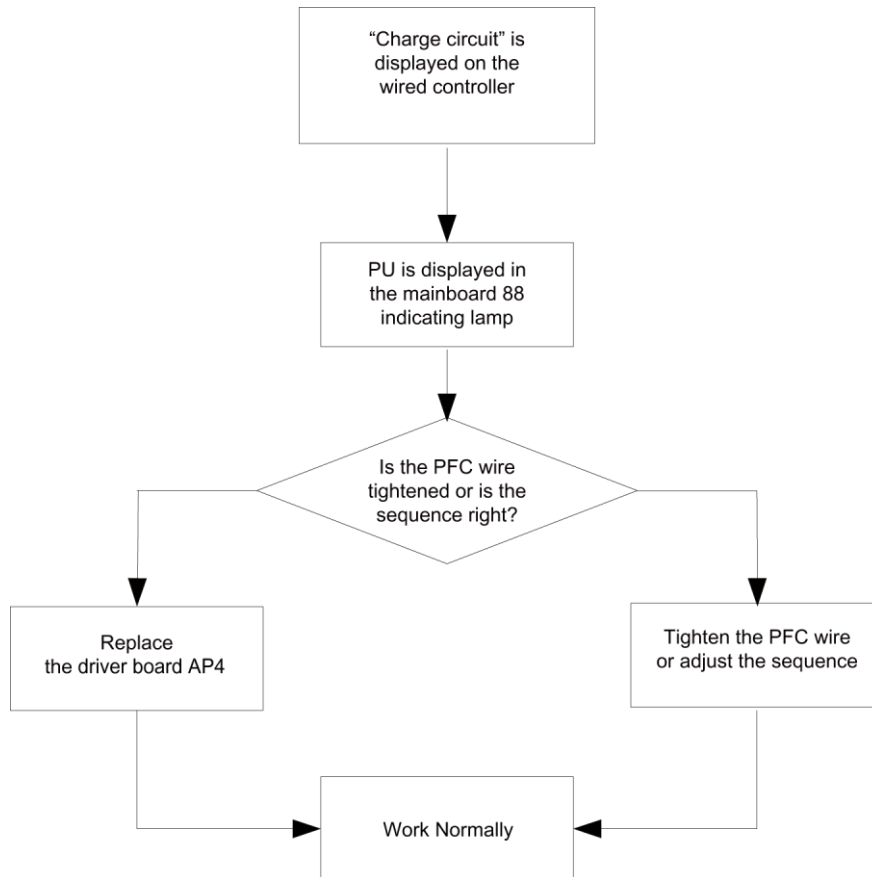 “Charge circuit” is
displayed on the
wired controller
PU is displayed in
the mainboard 88
indicating lamp
Is the PFC wire
tightened or is the
sequence right?
Replace
the driver board AP4
Tighten the PFC wire
or adjust the sequence
Work Normally